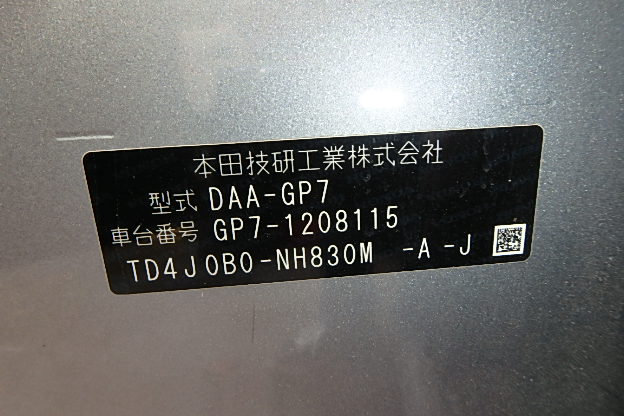 本田技研工業株式会社
型式 DAA-GP7
車台番号 GP7-1208115
TD4J0B0-NH830M -A -J